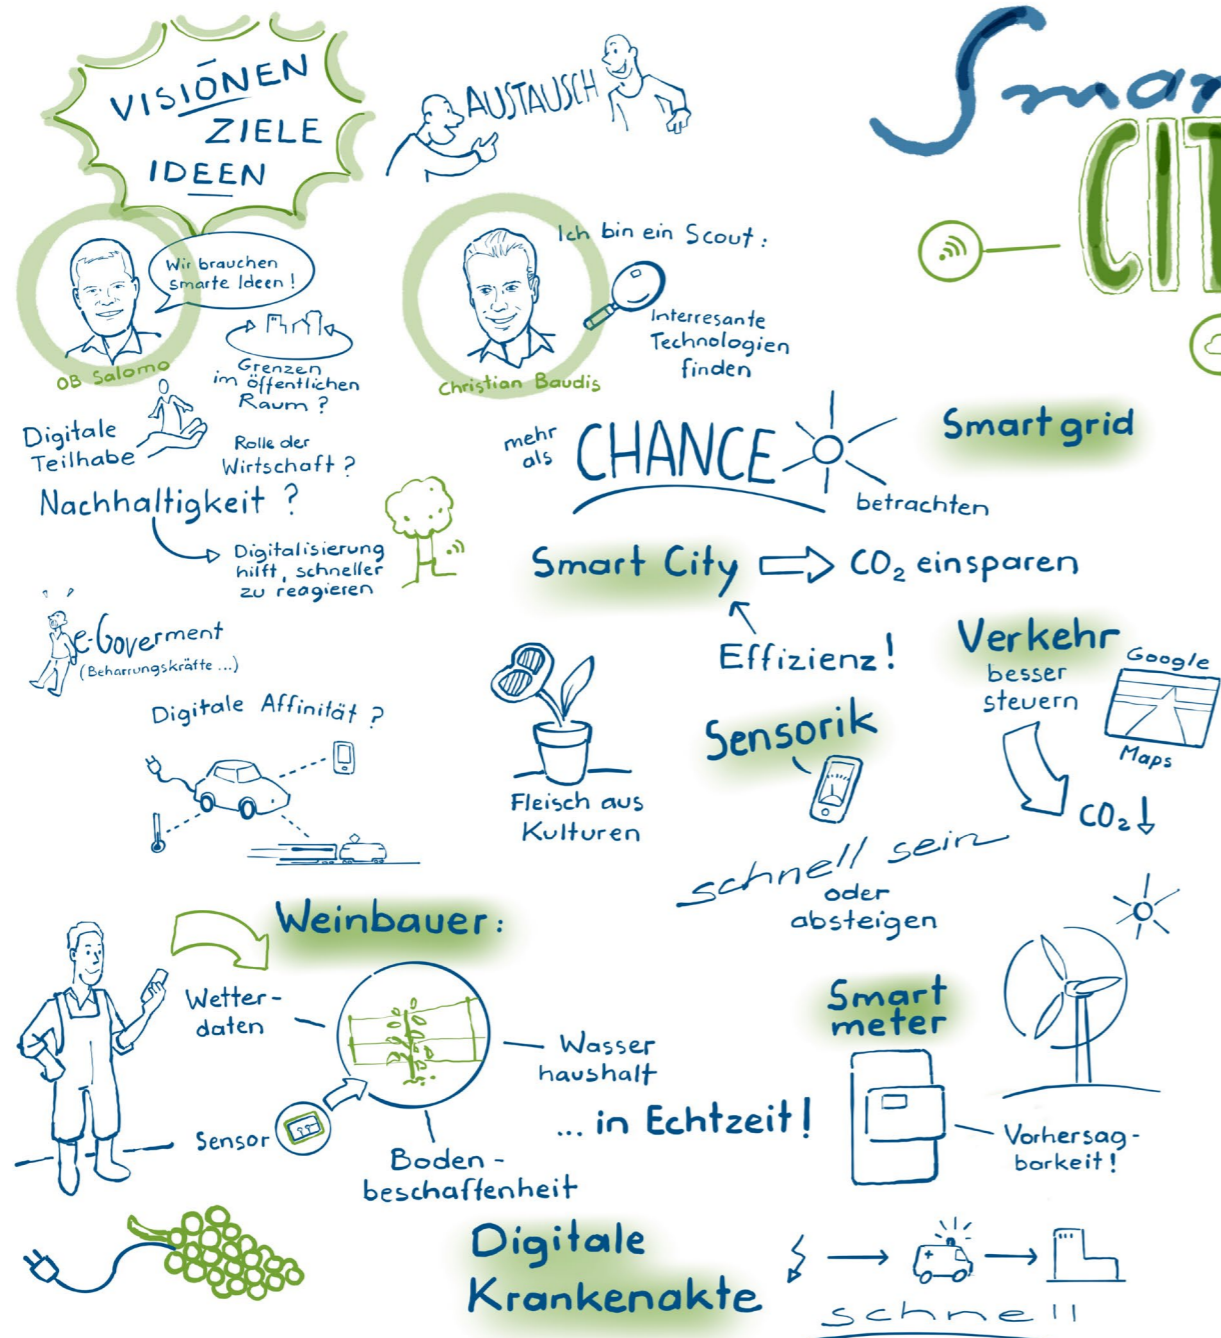 VISIONEN
ZIELE
IDEEN
AUSTAUSCH
Smar
CIT
Wir brauchen
smarte Ideen!
OB Salomo
Grenzen
im öffentlichen
Raum?
Digitale
Teilhabe
Rolle der
Wirtschaft?
Nachhaltigkeit?
Digitalisierung
hilft, schneller
zu reagieren
e-Goverment
(Beharrungskräfte ...)
Digitale Affinität?
Ich bin ein Scout:
Interresante
Technologien
finden
Christian Baudis
mehr
als
CHANCE
betrachten
Smart grid
Smart City
CO₂ einsparen
Effizienz!
Verkehr
besser
steuern
Google
Maps
CO₂
Sensorik
schnell sein
oder
absteigen
Fleisch aus
Kulturen
Weinbauer:
Wetter-
daten
Wasser
haushalt
Sensor
Boden-
beschaffenheit
... in Echtzeit!
Smart
meter
Vorhersag-
barkeit!
Digitale
Krankenakte
schnell